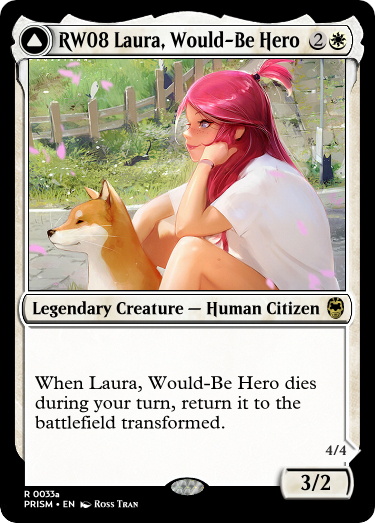 RW08 Laura, Would-Be Hero 2
Legendary Creature — Human Citizen
When Laura, Would-Be Hero dies
during your turn, return it to the
battlefield transformed.
4/4
3/2
R 0033a
PRISM • EN Ross Tran